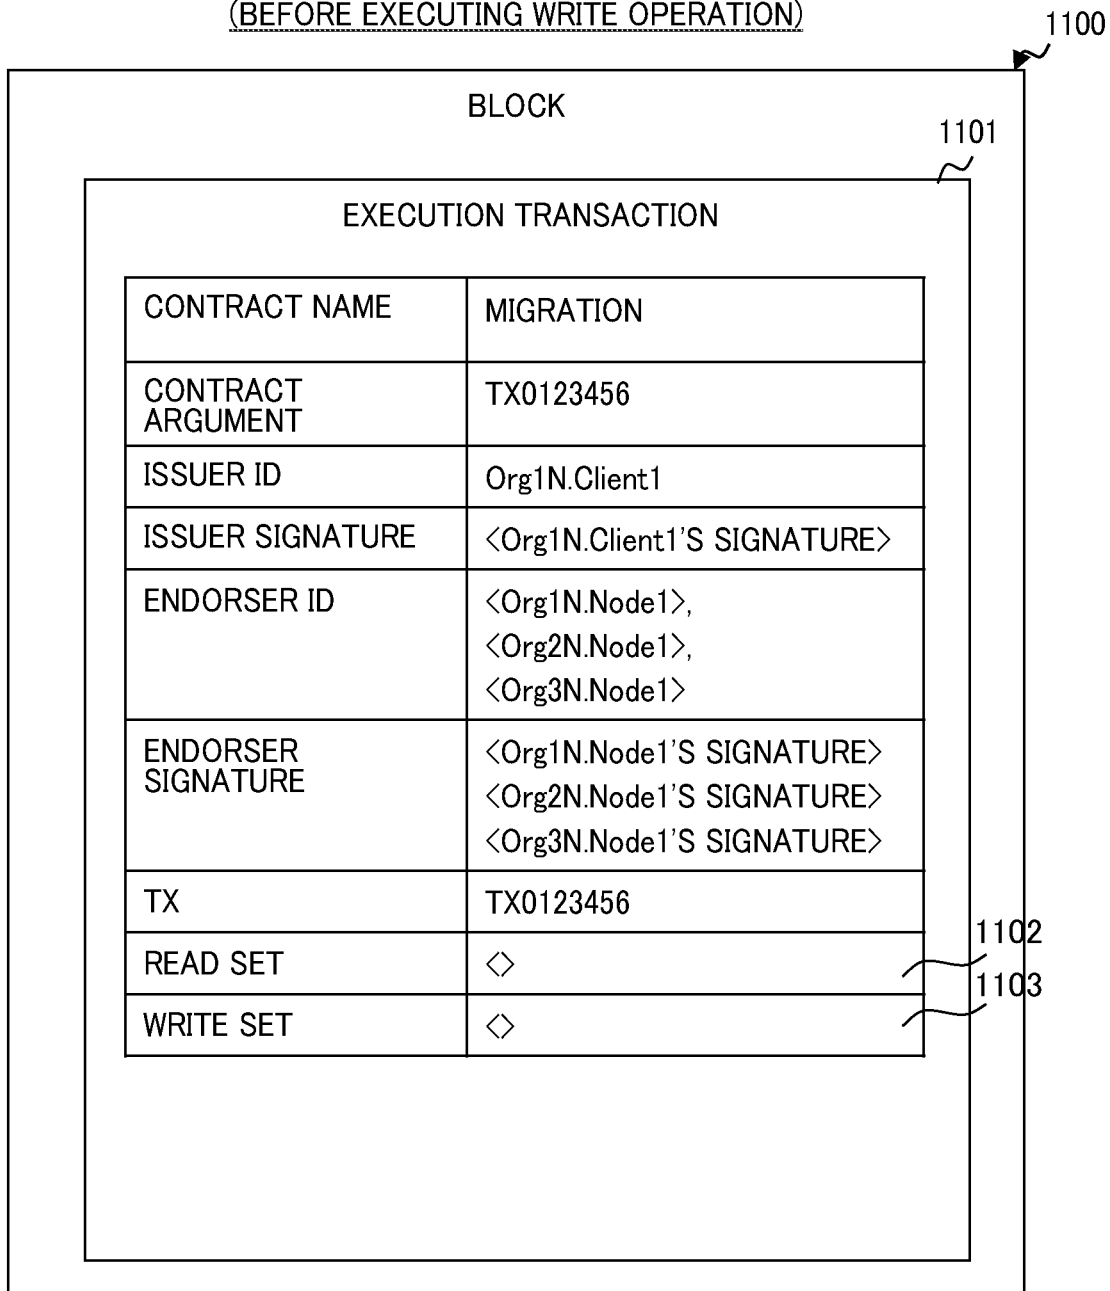 (BEFORE EXECUTING WRITE OPERATION)
1100
BLOCK
1101
EXECUTION TRANSACTION
CONTRACT NAME
MIGRATION
CONTRACT
ARGUMENT
TX0123456
ISSUER ID
Org1N.Client1
ISSUER SIGNATURE
<Org1N.Client1'S SIGNATURE>
ENDORSER ID
<Org1N.Node1>,
<Org2N.Node1>,
<Org3N.Node1>
ENDORSER
SIGNATURE
<Org1N.Node1'S SIGNATURE>
<Org2N.Node1'S SIGNATURE>
<Org3N.Node1'S SIGNATURE>
TX
TX0123456
1102
READ SET
<>
1103
WRITE SET
<>